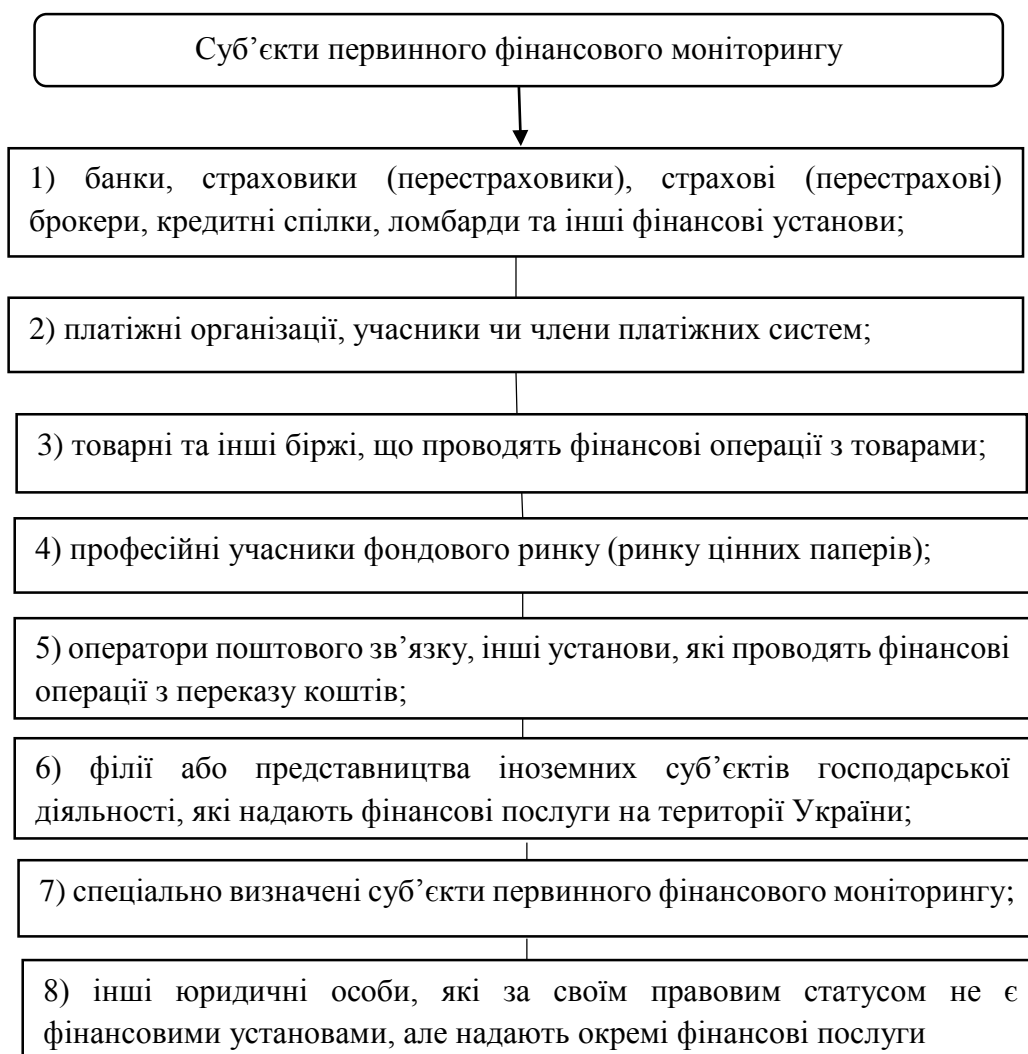 Суб’єкти первинного фінансового моніторингу
1) банки, страховики (перестраховики), страхові (перестрахові)
брокери, кредитні спілки, ломбарди та інші фінансові установи;
2) платіжні організації, учасники чи члени платіжних систем;
3) товарні та інші біржі, що проводять фінансові операції з товарами;
4) професійні учасники фондового ринку (ринку цінних паперів);
5) оператори поштового зв’язку, інші установи, які проводять фінансові
операції з переказу коштів;
6) філії або представництва іноземних суб’єктів господарської
діяльності, які надають фінансові послуги на території України;
7) спеціально визначені суб’єкти первинного фінансового моніторингу;
8) інші юридичні особи, які за своїм правовим статусом не є
фінансовими установами, але надають окремі фінансові послуги